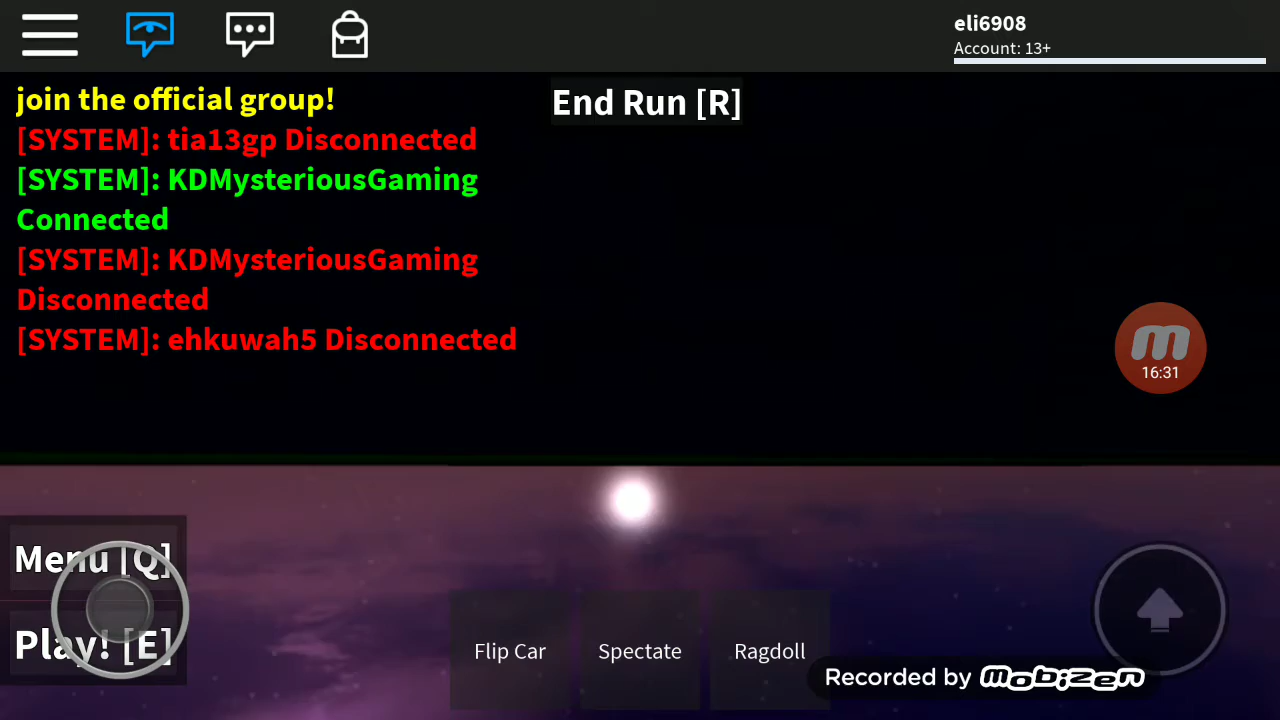 eli6908
Account: 13+
join the official group!
End Run [R]
[SYSTEM]: tia13gp Disconnected
[SYSTEM]: KDMysteriousGaming
Connected
[SYSTEM]: KDMysteriousGaming
Disconnected
[SYSTEM]: ehkuwah5 Disconnected
m
16:31
Menu [Q]
Play! [E]
Flip Car
Spectate
Ragdoll
Recorded by mobizen